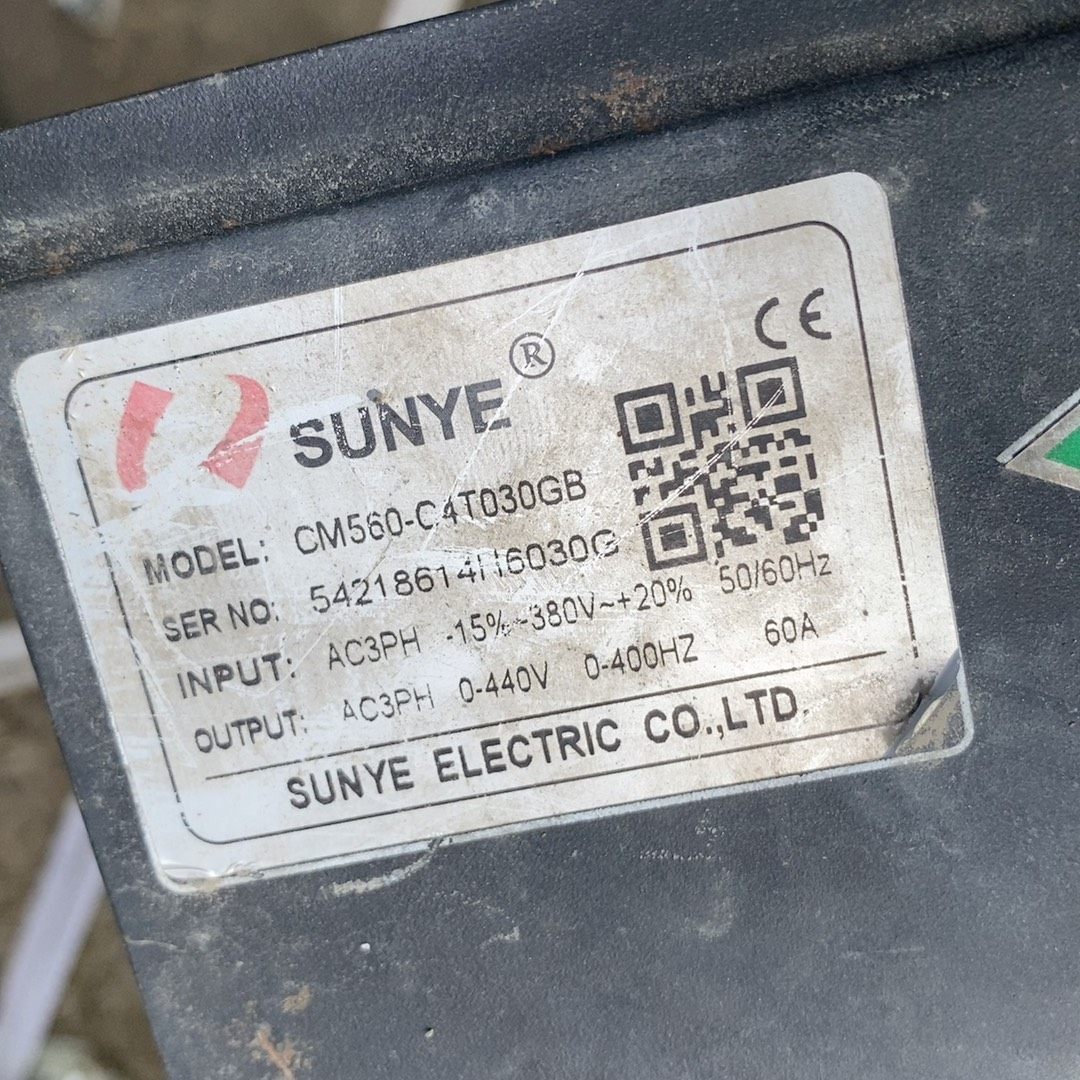 CE
SUNYE®
MODEL: CM560-C4T030GB
SER NO: 54218614H6030G
INPUT: AC3PH -15%~380V~+20% 50/60Hz
OUTPUT: AC3PH 0-440V 0-400HZ 60A
SUNYE ELECTRIC CO.,LTD.